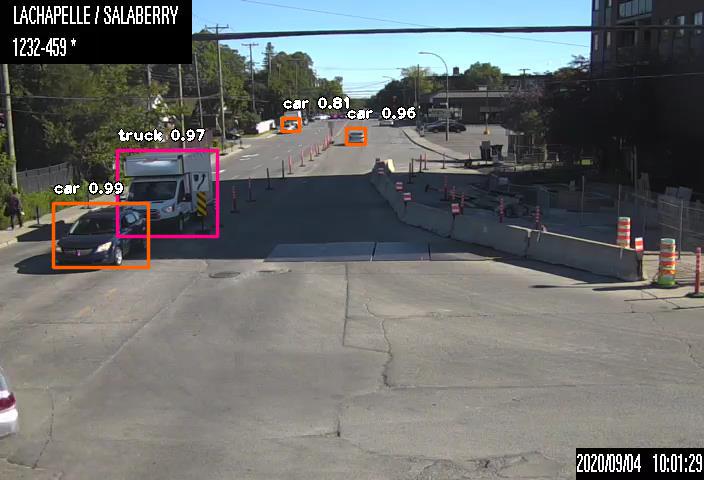 LACHAPELLE / SALABERRY
1232-459 *
car 0.81
car 0.96
truck 0.97
car 0.99
2020/09/04 10:01:29